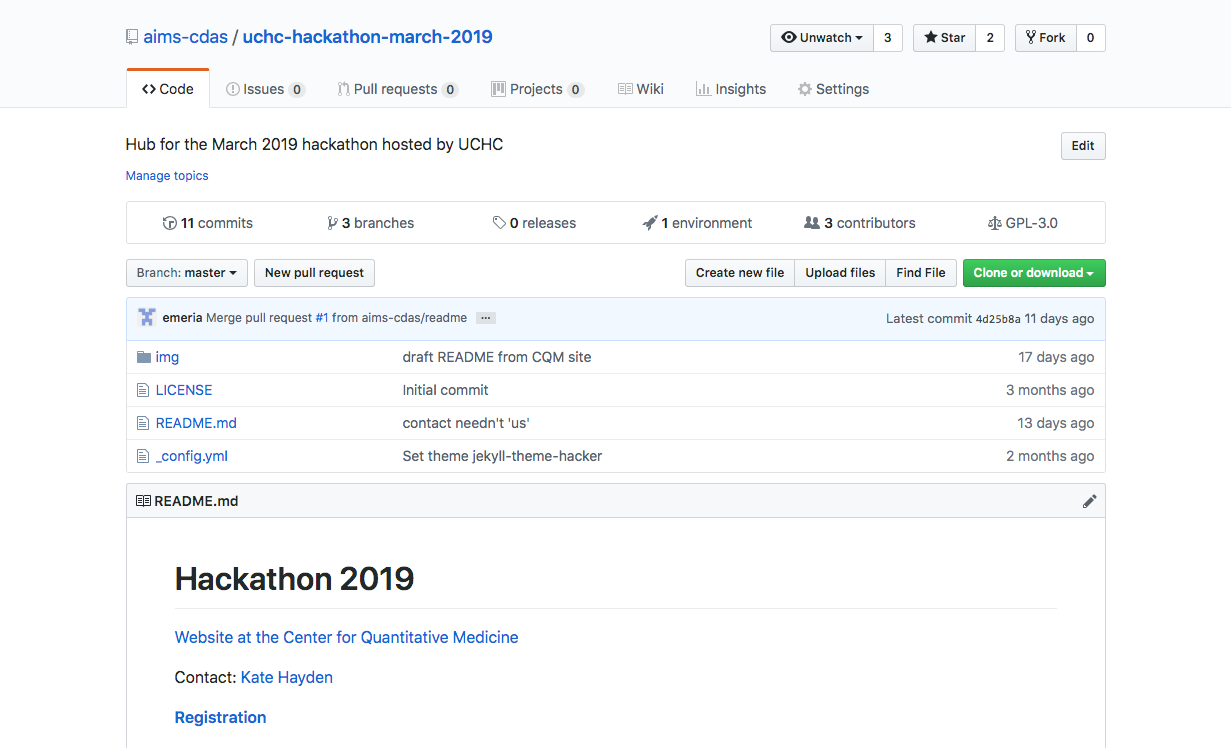 aims-cdas / uchc-hackathon-march-2019 Unwatch 3 Star 2 Fork 0
Code Issues 0 Pull requests 0 Projects 0 Wiki Insights Settings
Hub for the March 2019 hackathon hosted by UCHC Edit
Manage topics
11 commits 3 branches 0 releases 1 environment 3 contributors GPL-3.0
Branch: master New pull request Create new file Upload files Find File Clone or download
emeria Merge pull request #1 from aims-cdas/readme ... Latest commit 4d25b8a 11 days ago
img draft README from CQM site 17 days ago
LICENSE Initial commit 3 months ago
README.md contact needn't 'us' 13 days ago
_config.yml Set theme jekyll-theme-hacker 2 months ago
README.md
Hackathon 2019
Website at the Center for Quantitative Medicine
Contact: Kate Hayden
Registration